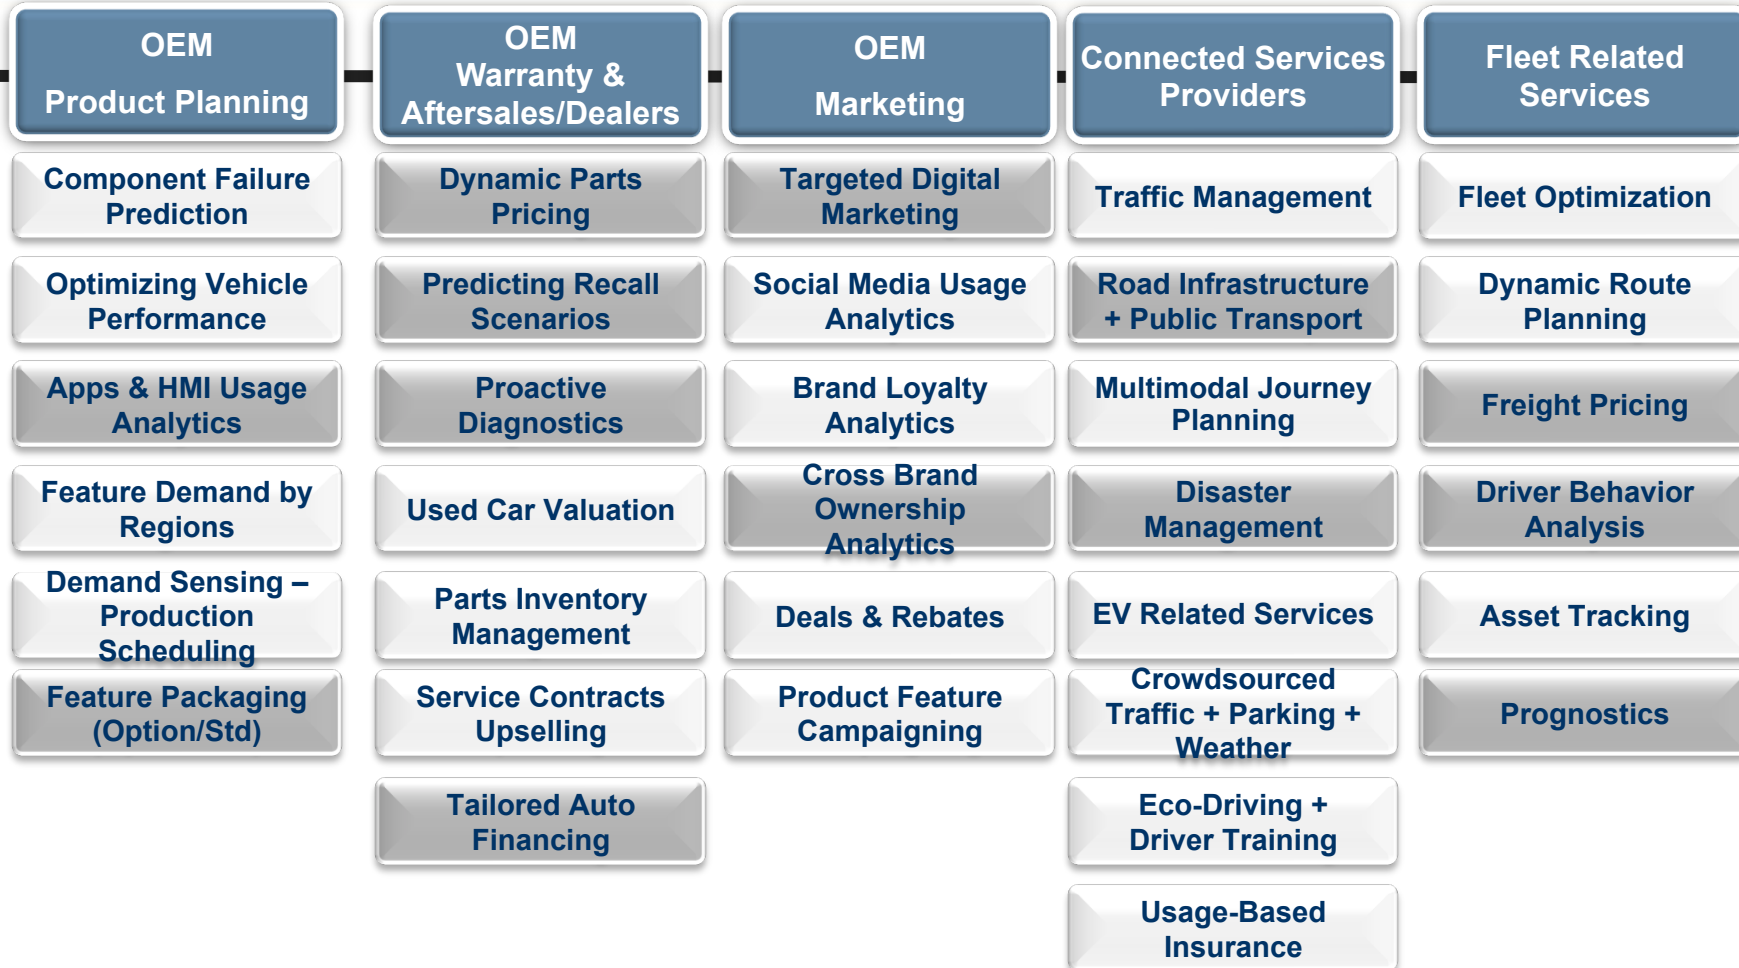 OEM
Product Planning
Component Failure
Prediction
Optimizing Vehicle
Performance
Apps & HMI Usage
Analytics
Feature Demand by
Regions
Demand Sensing –
Production
Scheduling
Feature Packaging
(Option/Std)
OEM
Warranty &
Aftersales/Dealers
Dynamic Parts
Pricing
Predicting Recall
Scenarios
Proactive
Diagnostics
Used Car Valuation
Parts Inventory
Management
Service Contracts
Upselling
Tailored Auto
Financing
OEM
Marketing
Targeted Digital
Marketing
Social Media Usage
Analytics
Brand Loyalty
Analytics
Cross Brand
Ownership
Analytics
Deals & Rebates
Product Feature
Campaigning
Connected Services
Providers
Traffic Management
Road Infrastructure
+ Public Transport
Multimodal Journey
Planning
Disaster
Management
EV Related Services
Crowdsourced
Traffic + Parking +
Weather
Eco-Driving +
Driver Training
Usage-Based
Insurance
Fleet Related
Services
Fleet Optimization
Dynamic Route
Planning
Freight Pricing
Driver Behavior
Analysis
Asset Tracking
Prognostics